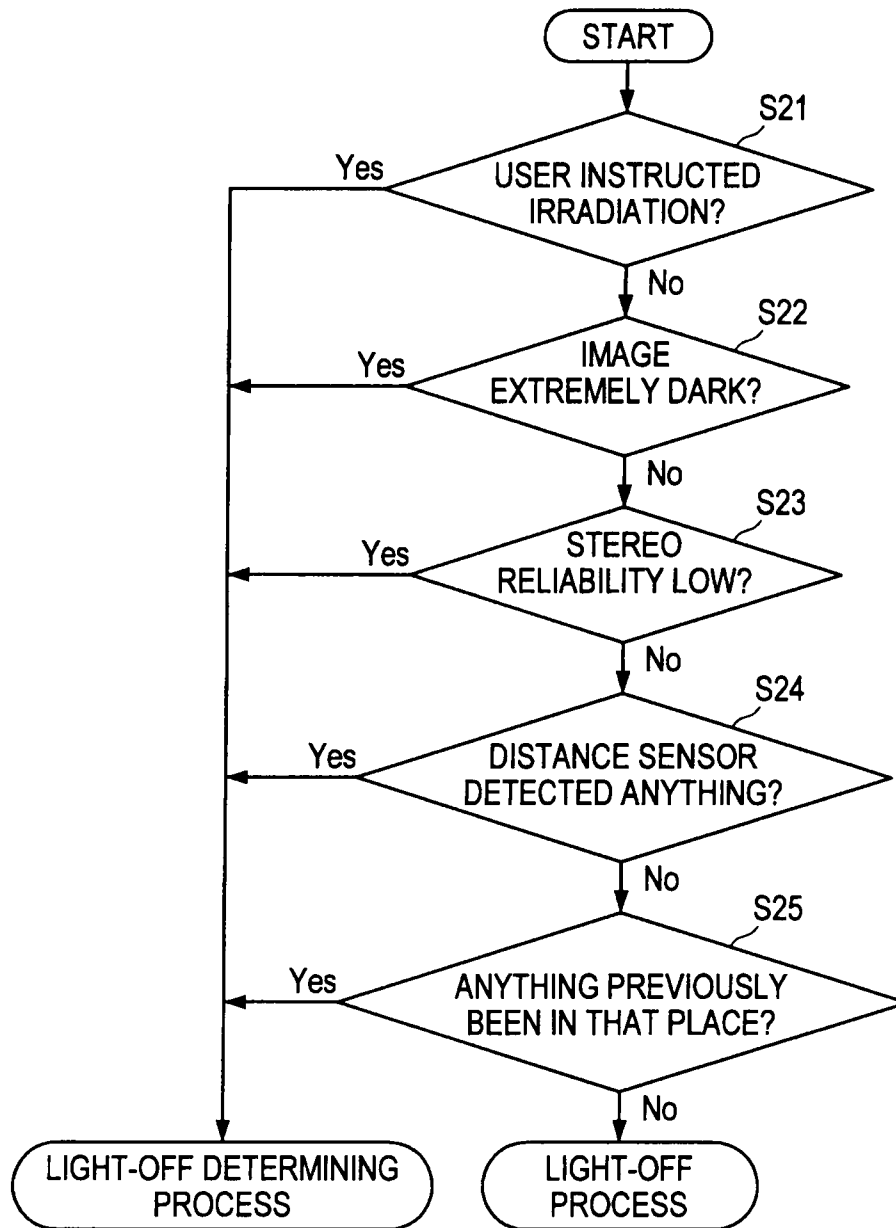 START
S21
Yes
USER INSTRUCTED
IRRADIATION?
No
S22
Yes
IMAGE
EXTREMELY DARK?
No
S23
Yes
STEREO
RELIABILITY LOW?
No
S24
Yes
DISTANCE SENSOR
DETECTED ANYTHING?
No
S25
Yes
ANYTHING PREVIOUSLY
BEEN IN THAT PLACE?
No
LIGHT-OFF DETERMINING
PROCESS
LIGHT-OFF
PROCESS